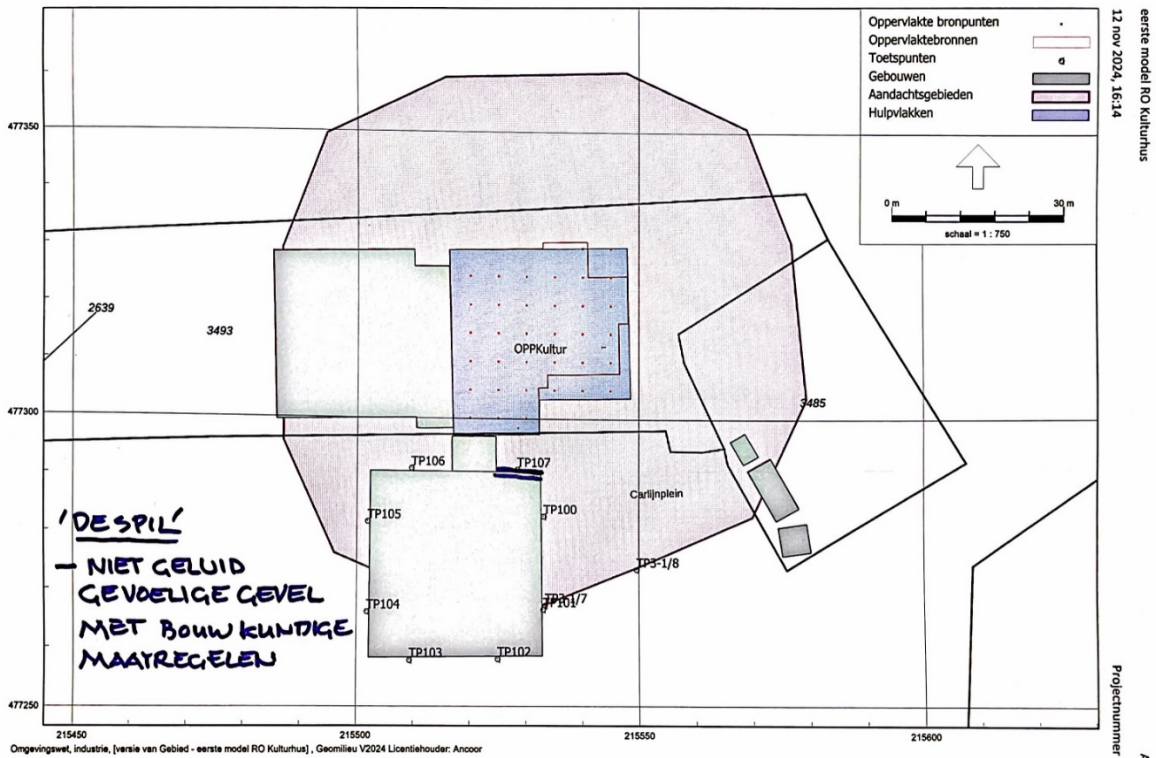 eerste model RO Kulturhus
12 nov 2024, 16:14
Projectnummer
Oppervlakte bronpunten
Oppervlaktebronnen
Toetspunten
Gebouwen
Aandachtsgebieden
Hulpvlakken
0 m
30 m
schaal = 1 : 750
477350
477300
477250
2639
3493
3485
OPPKultur
Carlijnplein
TP106
TP107
TP105
TP100
TP3-1/8
TP101
TP104
TP103
TP102
'DE SPIL'
- NIET GELUID
GEVOELIGE GEVEL
MET BOUWKUNDIGE
MAATREGELEN
215450
215500
215550
215600
Omgevingswet, industrie, [versie van Gebied - eerste model RO Kulturhus] , Geomilieu V2024 Licentiehouder: Ancoor